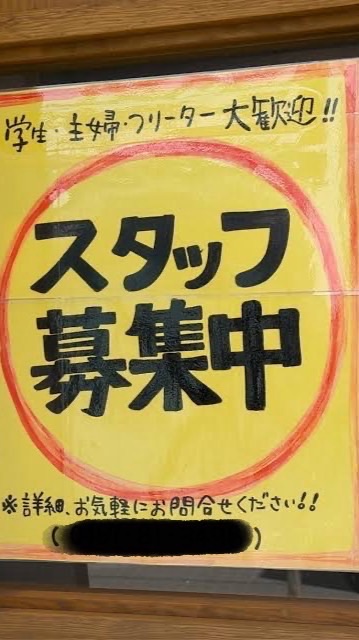 学生・主婦・フリーター大歓迎!!
スタッフ
募集中
※詳細、お気軽にお問合せください!!
(　　　)